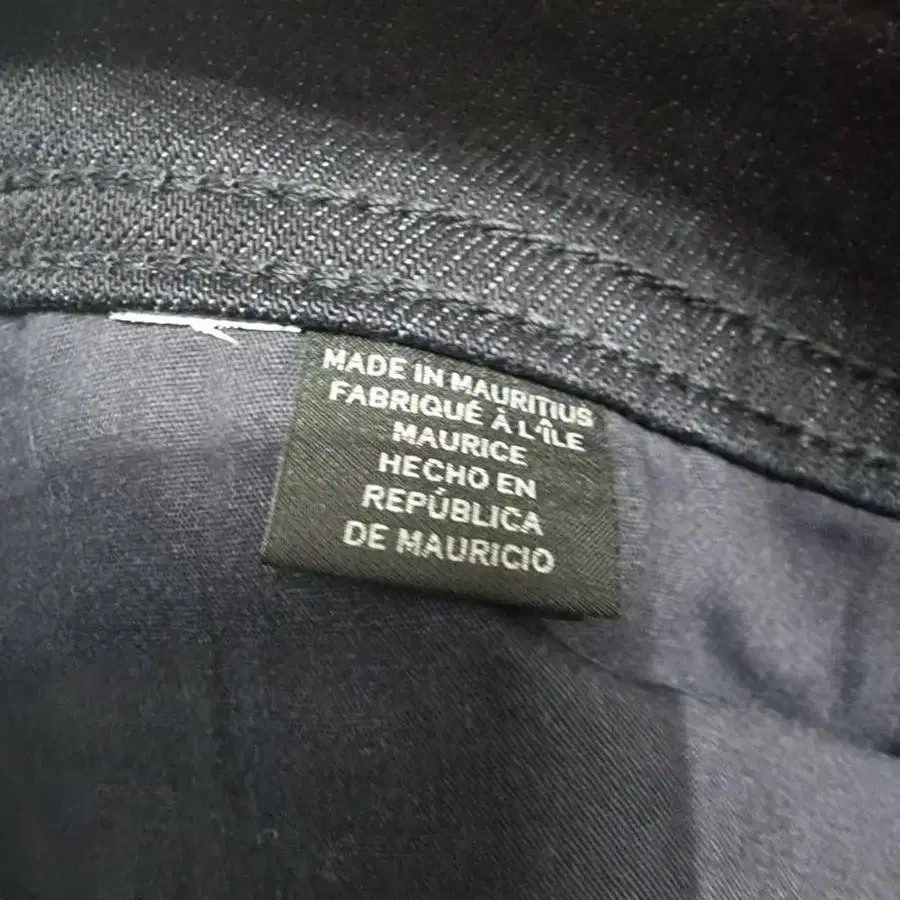 MADE IN MAURITIUS
FABRIQUÉ À L'ÎLE
MAURICE
HECHO EN
REPÚBLICA
DE MAURICIO